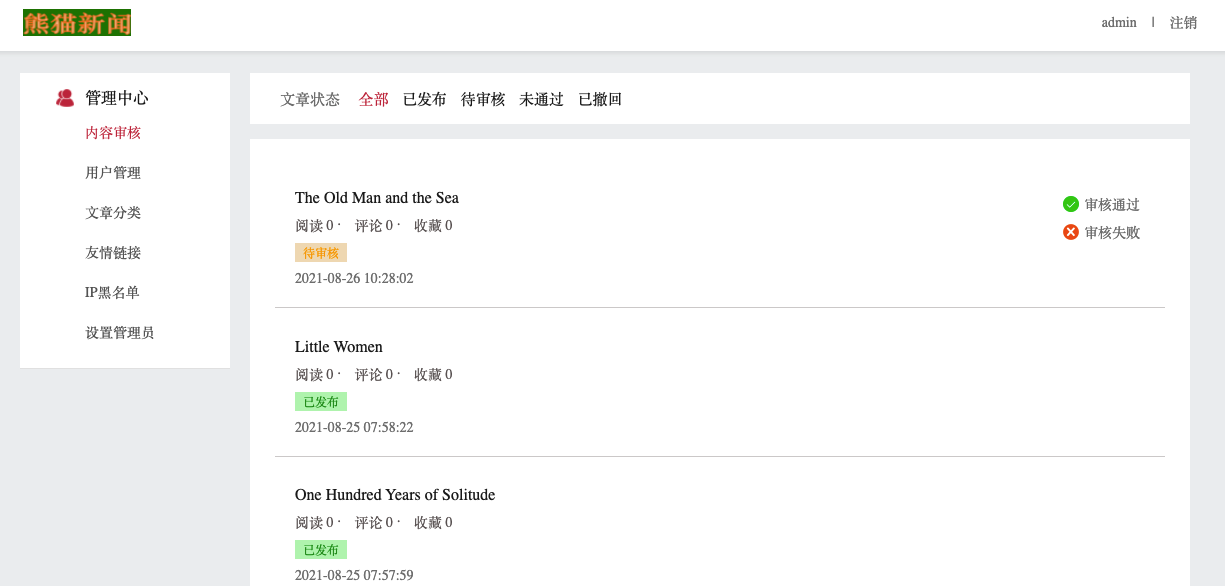 熊猫新闻
admin | 注销
管理中心
内容审核
用户管理
文章分类
友情链接
IP黑名单
设置管理员
文章状态 全部 已发布 待审核 未通过 已撤回
The Old Man and the Sea
阅读 0 · 评论 0 · 收藏 0
待审核
2021-08-26 10:28:02
审核通过
审核失败
Little Women
阅读 0 · 评论 0 · 收藏 0
已发布
2021-08-25 07:58:22
One Hundred Years of Solitude
阅读 0 · 评论 0 · 收藏 0
已发布
2021-08-25 07:57:59